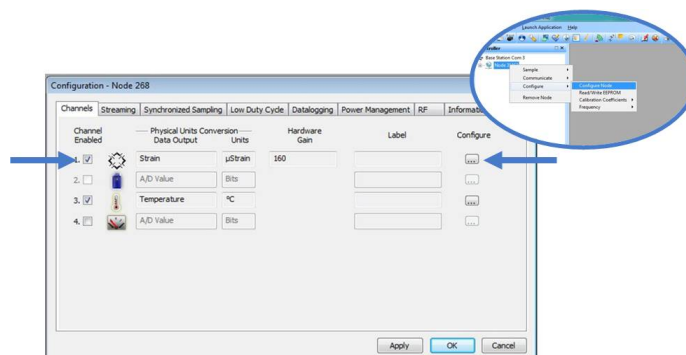 Launch Application Help
Base Station Com 3
Sample
Communicate
Configure
Remove Node
Configure Node
Read/Write EEPROM
Calibration Coefficients
Frequency
Configuration - Node 268
Channels Streaming Synchronized Sampling Low Duty Cycle Datalogging Power Management RF
Channel Enabled
Physical Units Conversion
Data Output Units
Hardware Gain
Label
Configure
1. Strain µStrain 160 ...
2. A/D Value Bits ...
3. Temperature °C ...
4. A/D Value Bits ...
Apply OK Cancel